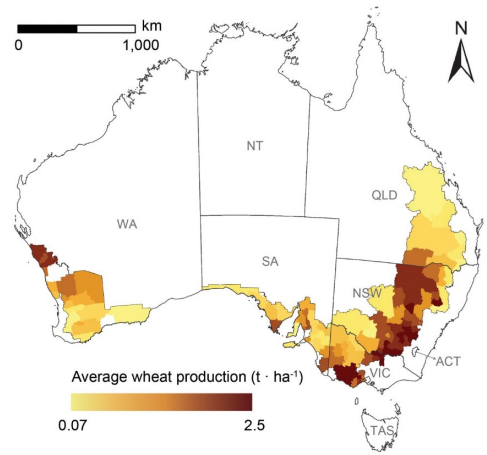 km
0 1,000
N
NT
QLD
WA
SA
NSW
Average wheat production (t · ha⁻¹)
0.07 2.5
VIC
ACT
TAS